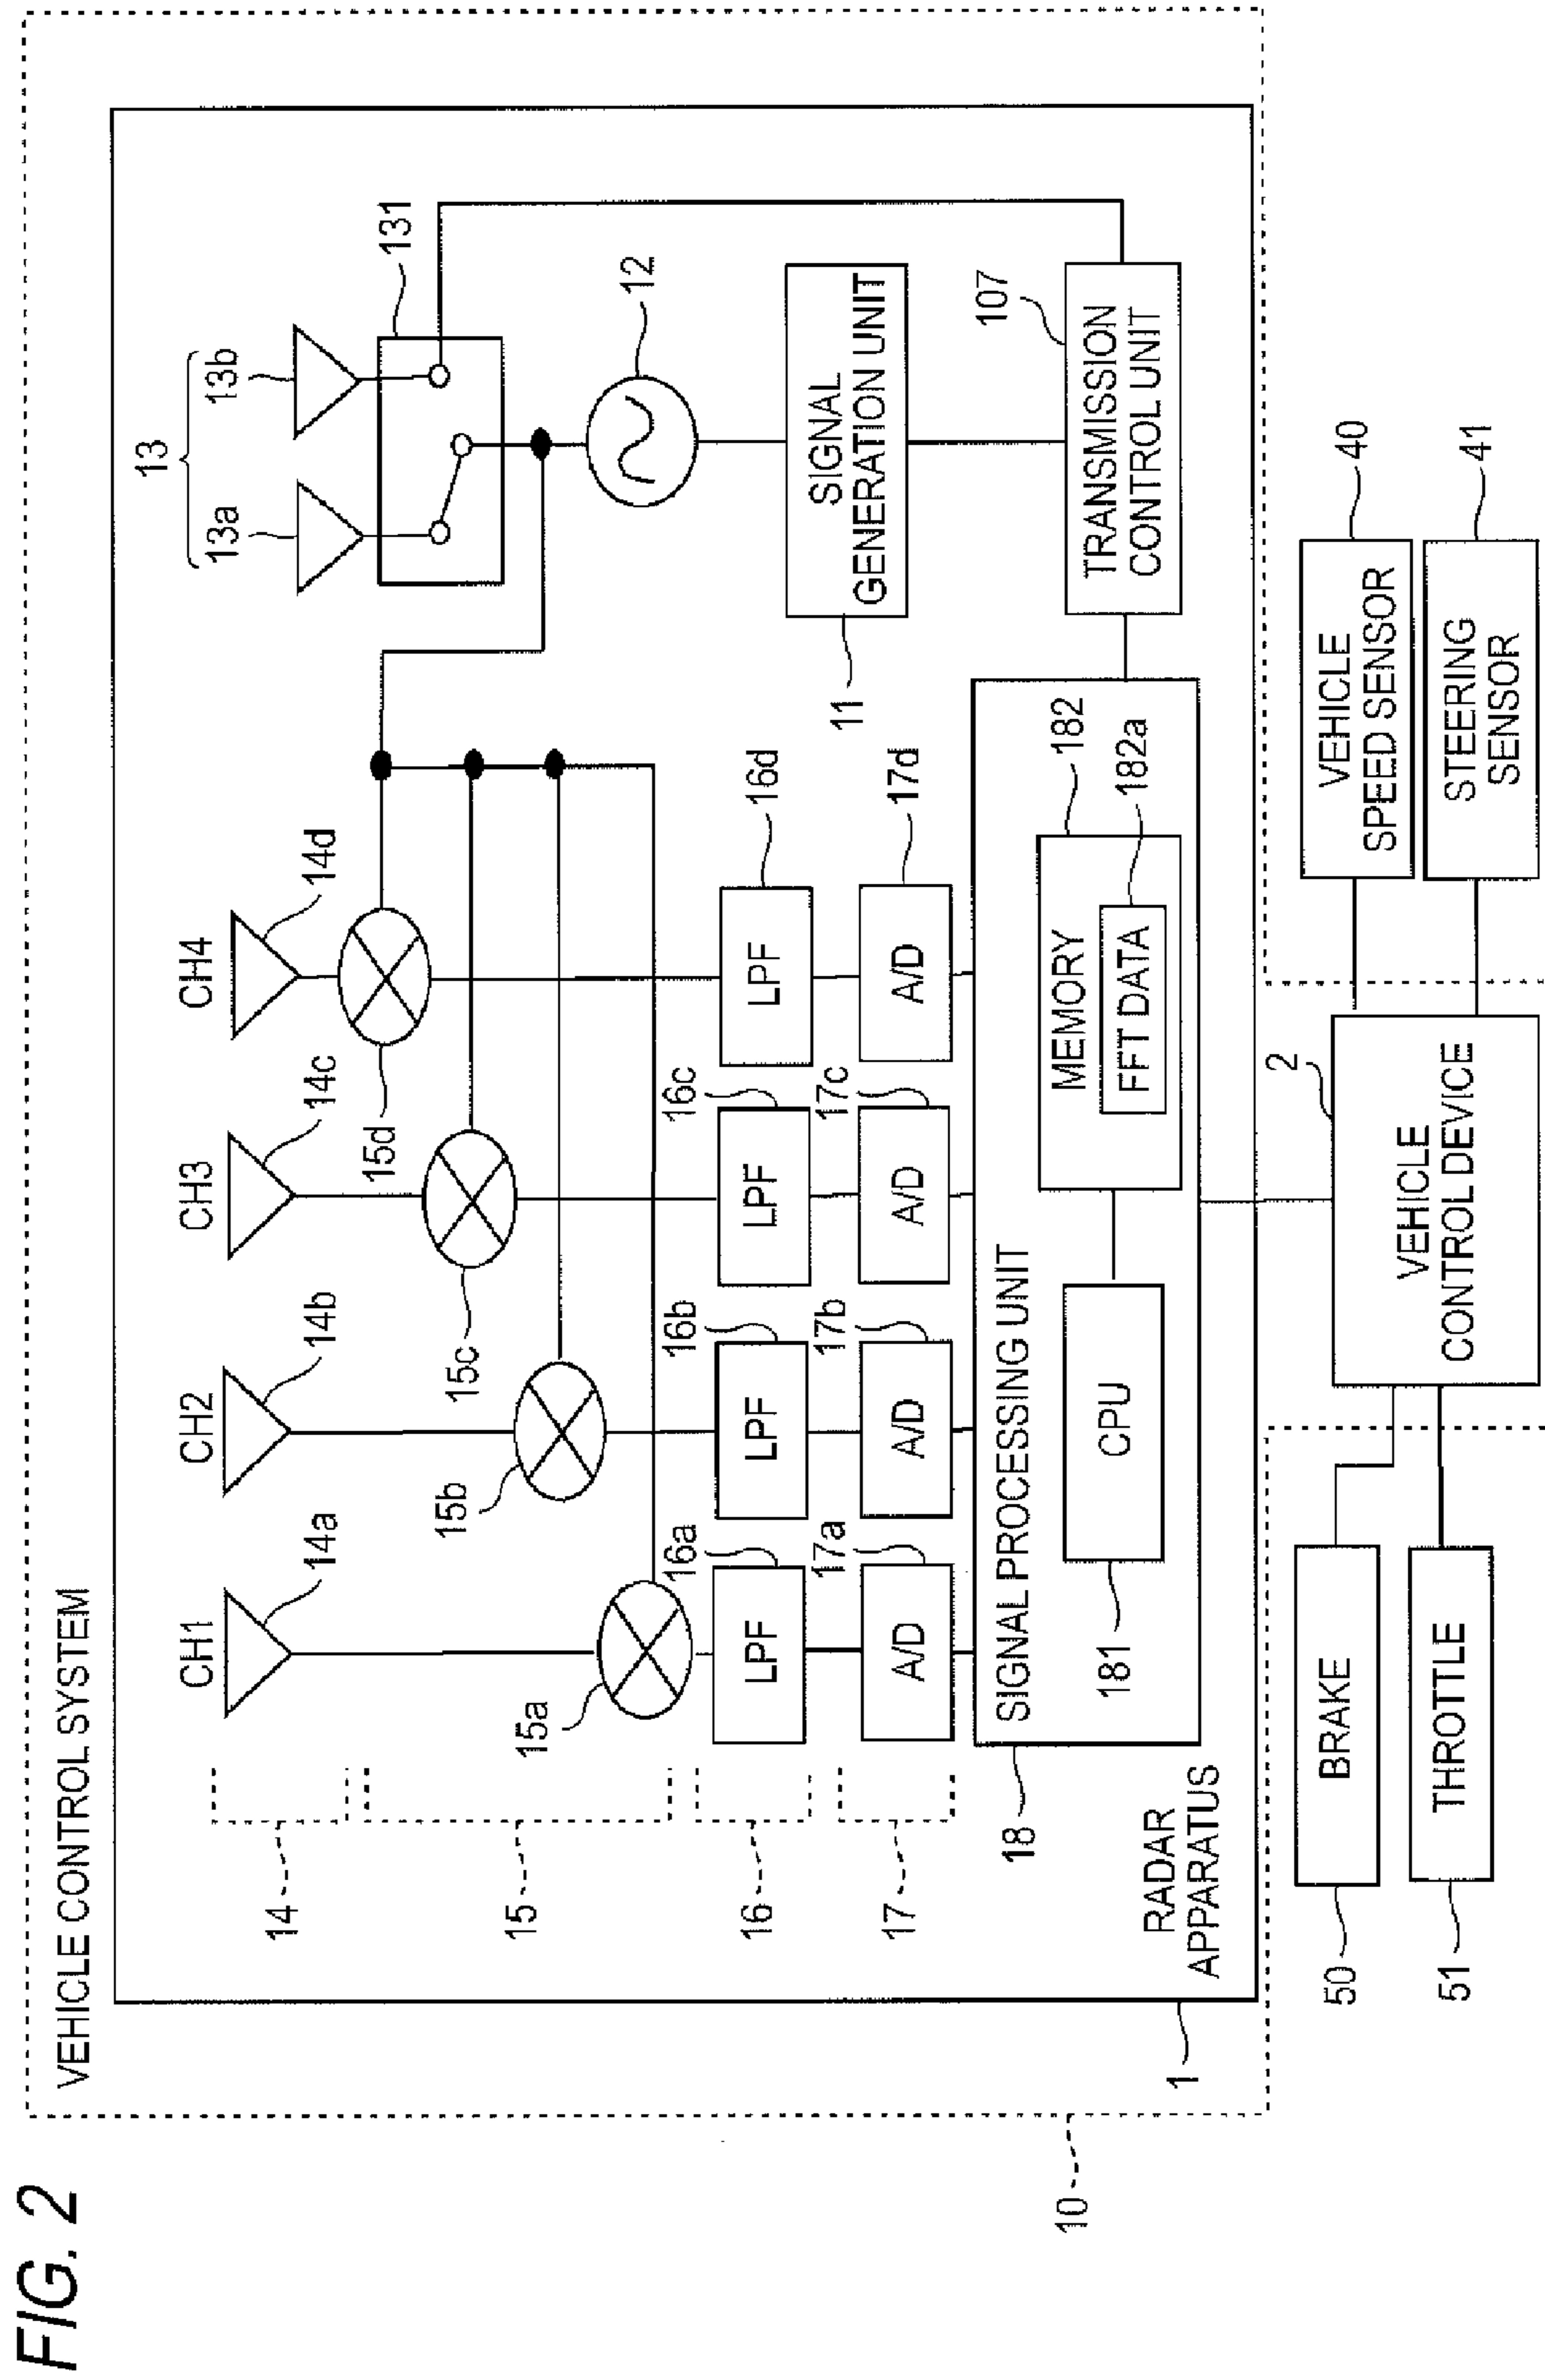 FIG. 2
VEHICLE CONTROL SYSTEM
13
13a
13b
131
CH1
CH2
CH3
CH4
14a
14b
14c
14d
14
12
15a
15b
15c
15d
15
SIGNAL
GENERATION UNIT
11
16a
16b
16c
16d
LPF
LPF
LPF
LPF
16
17a
17b
17c
17d
A/D
A/D
A/D
A/D
17
107
TRANSMISSION
CONTROL UNIT
SIGNAL PROCESSING UNIT
18
CPU
181
MEMORY
182
FFT DATA
182a
RADAR
APPARATUS
1
10
2
VEHICLE
CONTROL DEVICE
BRAKE
50
THROTTLE
51
VEHICLE
SPEED SENSOR
40
STEERING
SENSOR
41